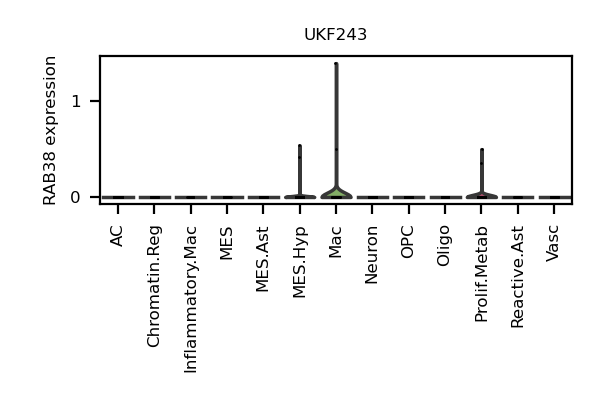 UKF243
RAB38 expression
1
0
AC
Chromatin.Reg
Inflammatory.Mac
MES
MES.Ast
MES.Hyp
Mac
Neuron
OPC
Oligo
Prolif.Metab
Reactive.Ast
Vasc